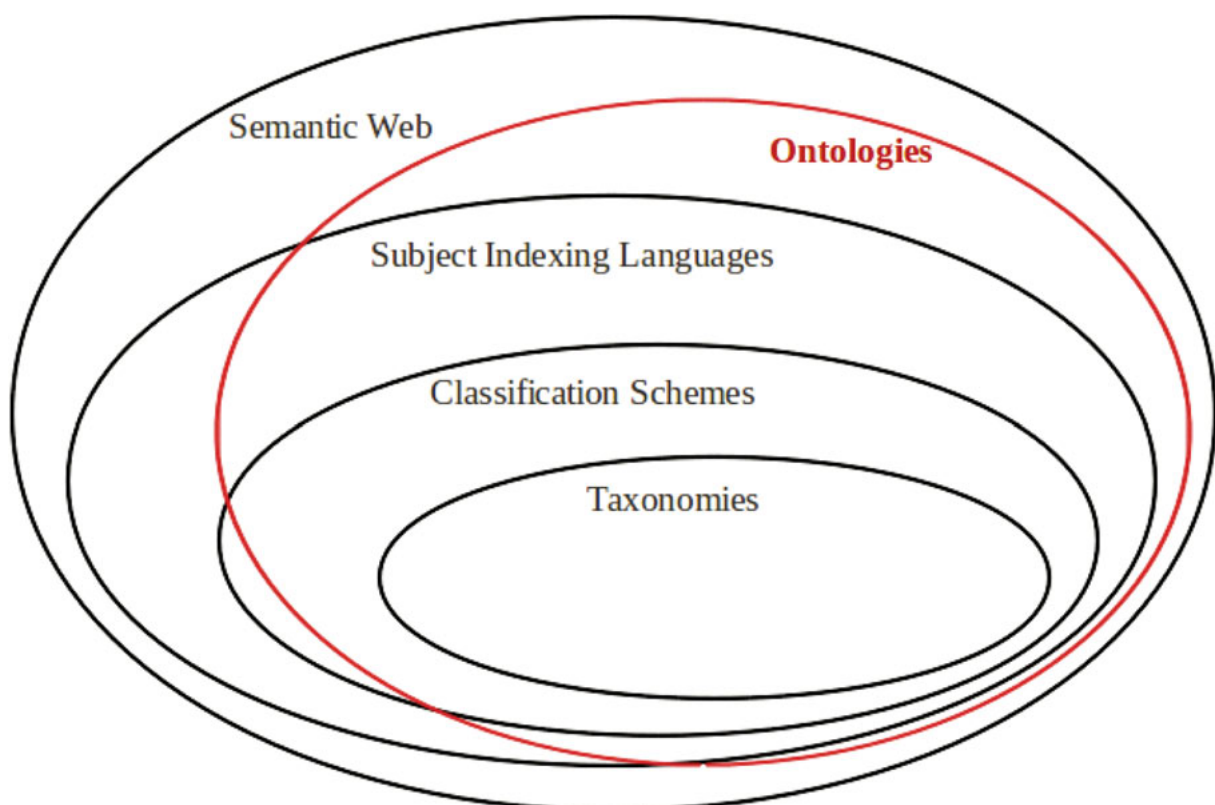 Semantic Web
Ontologies
Subject Indexing Languages
Classification Schemes
Taxonomies